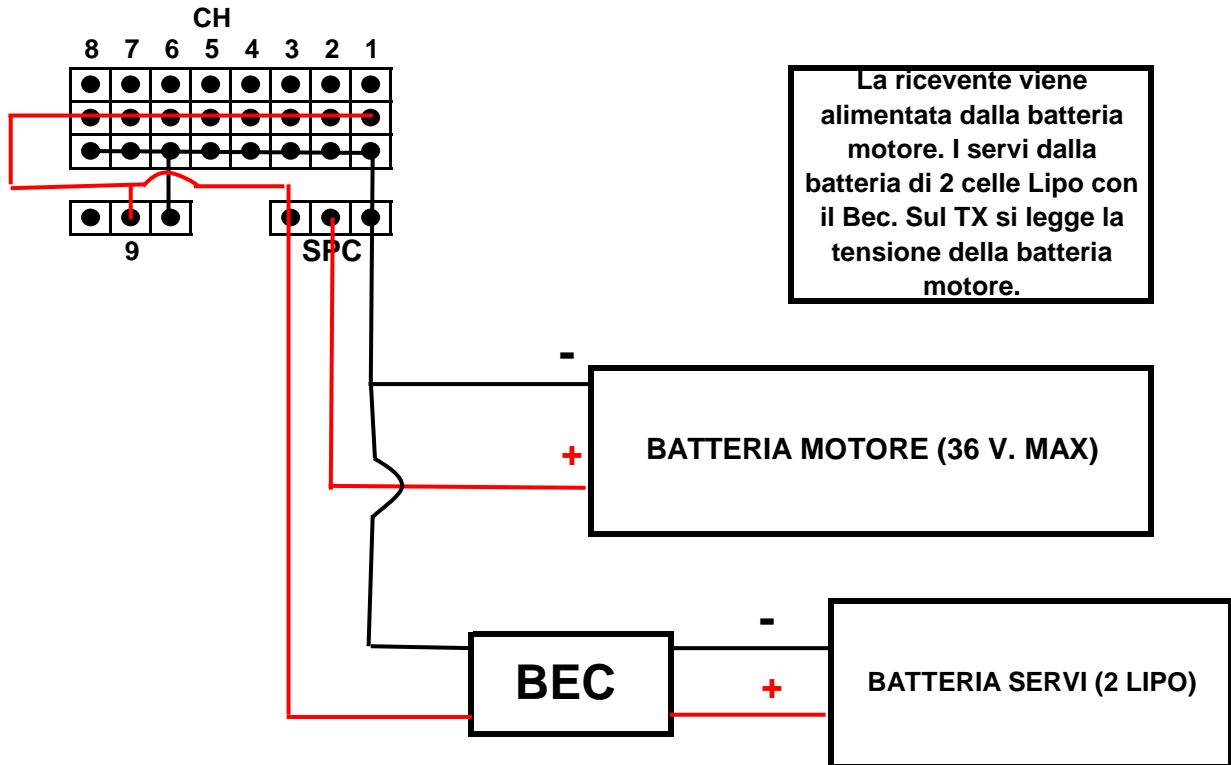 CH
8 7 6 5 4 3 2 1
9
SPC
La ricevente viene
alimentata dalla batteria
motore. I servi dalla
batteria di 2 celle Lipo con
il Bec. Sul TX si legge la
tensione della batteria
motore.
-
+
BATTERIA MOTORE (36 V. MAX)
BEC
-
+
BATTERIA SERVI (2 LIPO)